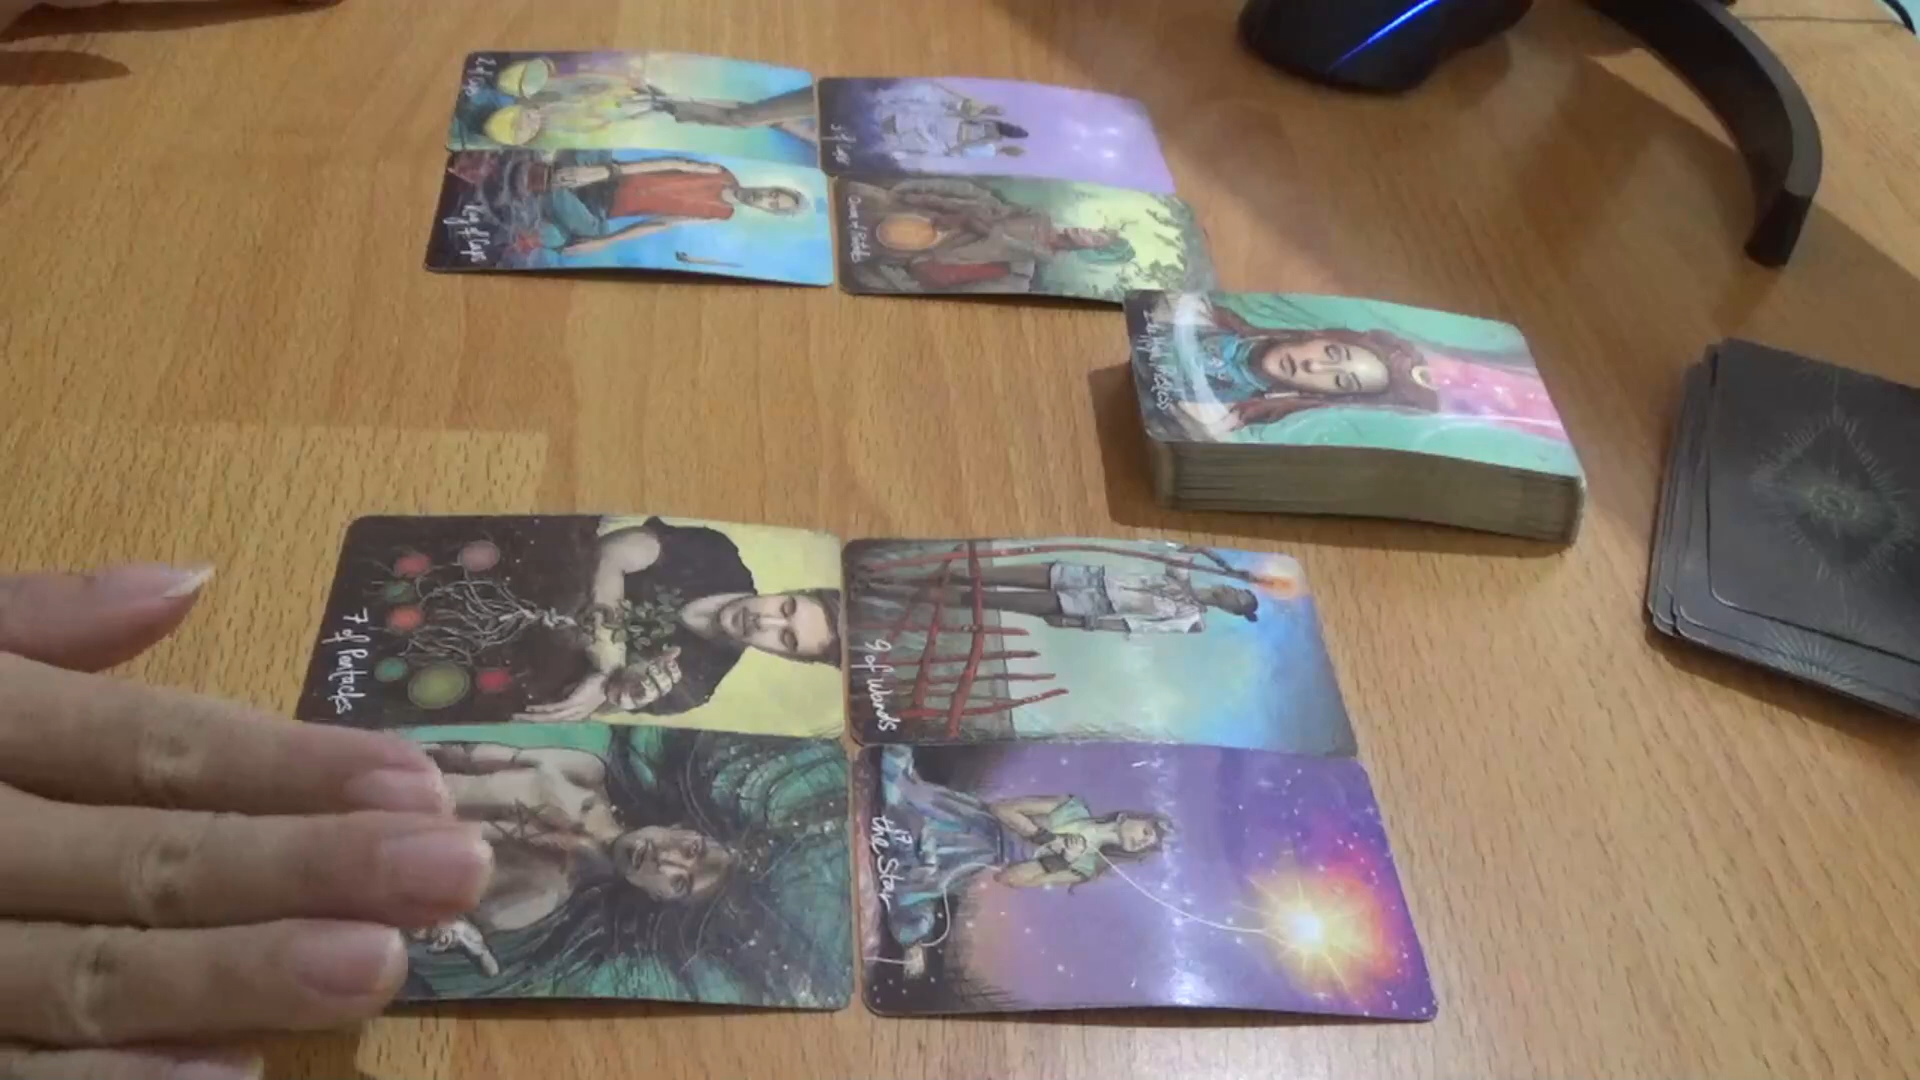 2 of Cups
3 of Cups
King of Cups
Queen of Pentacles
The High Priestess
7 of Pentacles
9 of Wands
17
the Star